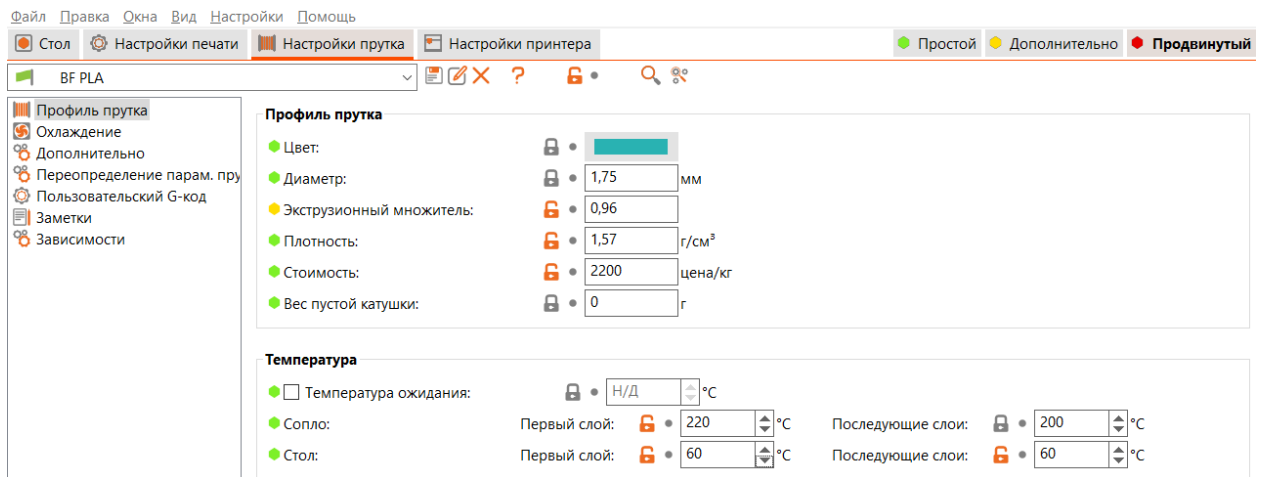 Файл Правка Окна Вид Настройки Помощь
Стол Настройки печати Настройки прутка Настройки принтера Простой Дополнительно Продвинутый
BF PLA ?
Профиль прутка
Охлаждение
Дополнительно
Переопределение парам. пру
Пользовательский G-код
Заметки
Зависимости
Профиль прутка
Цвет:
Диаметр: 1,75 мм
Экструзионный множитель: 0,96
Плотность: 1,57 г/см³
Стоимость: 2200 цена/кг
Вес пустой катушки: 0 г
Температура
Температура ожидания: Н/Д °C
Сопло: Первый слой: 220 °C Последующие слои: 200 °C
Стол: Первый слой: 60 °C Последующие слои: 60 °C